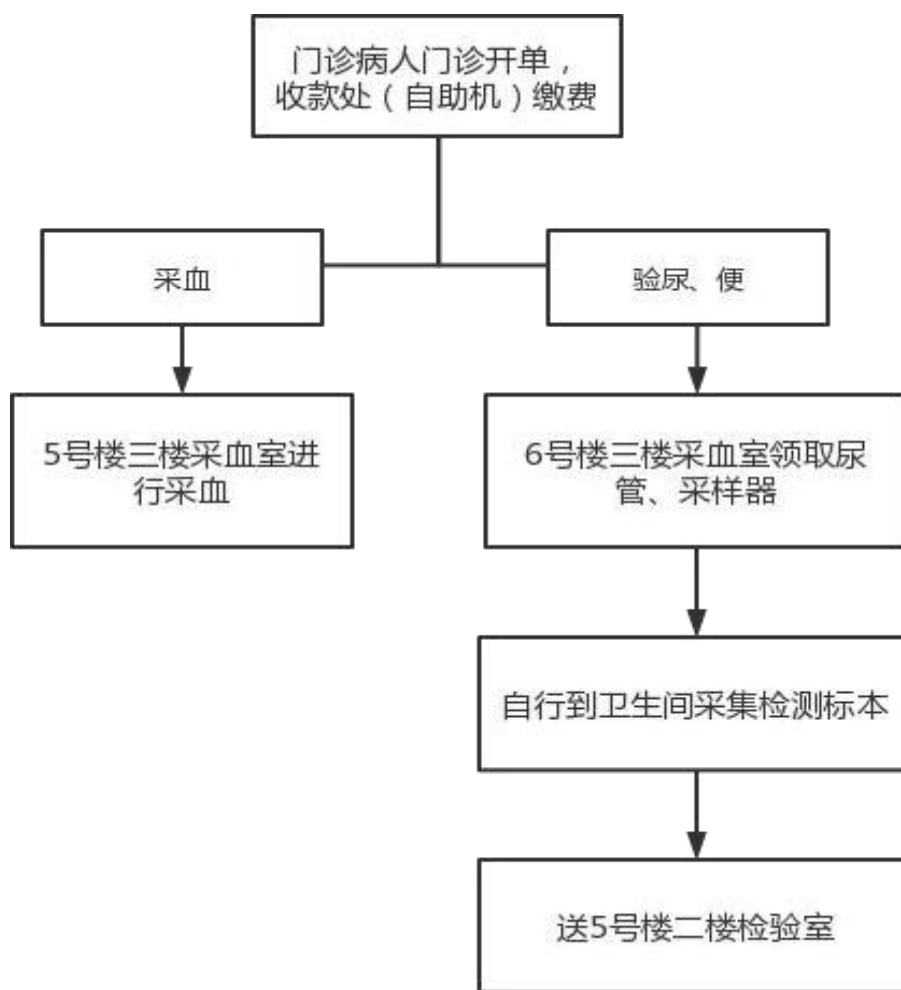 门诊病人门诊开单，
收款处（自助机）缴费
采血
验尿、便
5号楼三楼采血室进
行采血
6号楼三楼采血室领取尿
管、采样器
自行到卫生间采集检测标本
送5号楼二楼检验室